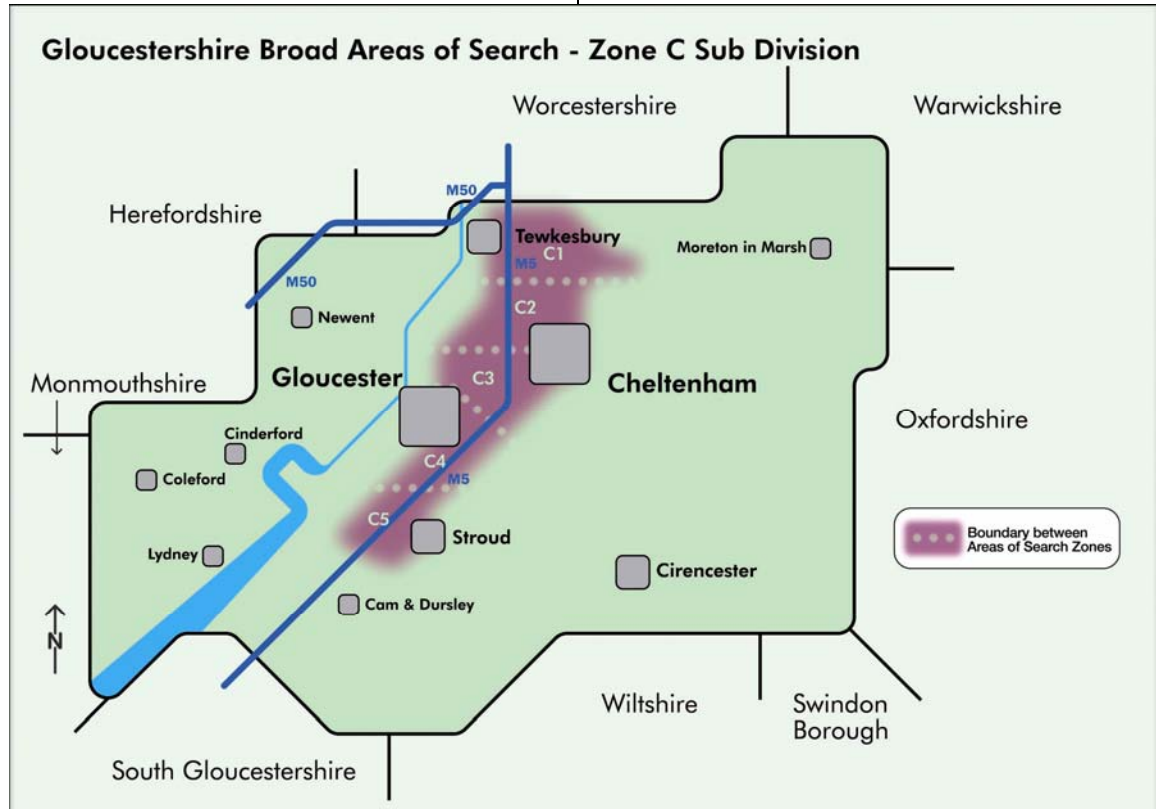 Gloucestershire Broad Areas of Search - Zone C Sub Division
Worcestershire
Warwickshire
M50
Herefordshire
Tewkesbury
Moreton in Marsh
C1
M5
M50
C2
Newent
Gloucester
C3
Cheltenham
Monmouthshire
Oxfordshire
Cinderford
C4
Coleford
M5
C5
Boundary between
Areas of Search Zones
Stroud
Lydney
Cirencester
Cam & Dursley
N
Wiltshire
Swindon
Borough
South Gloucestershire